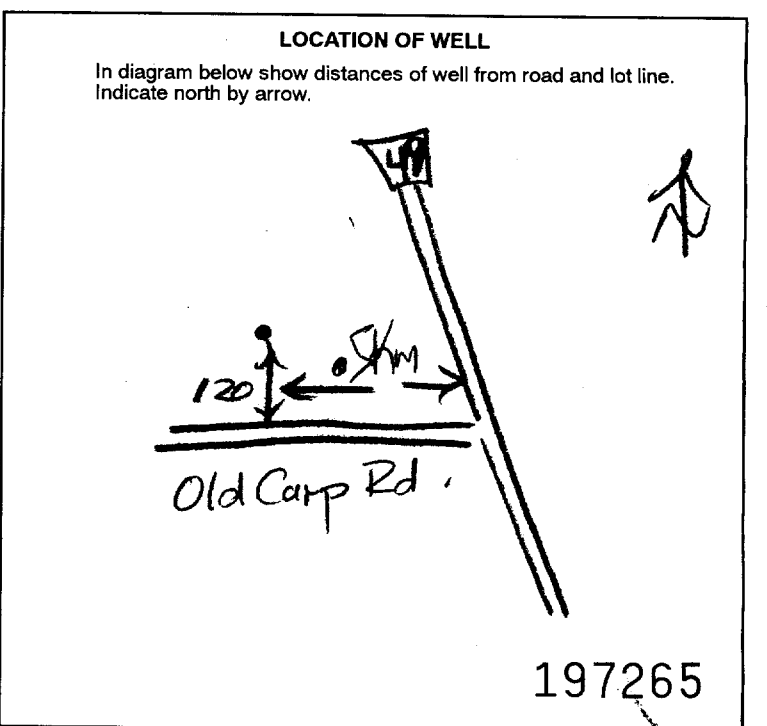 LOCATION OF WELL
In diagram below show distances of well from road and lot line.
Indicate north by arrow.
N
120
.5km
Old Carp Rd.
197265